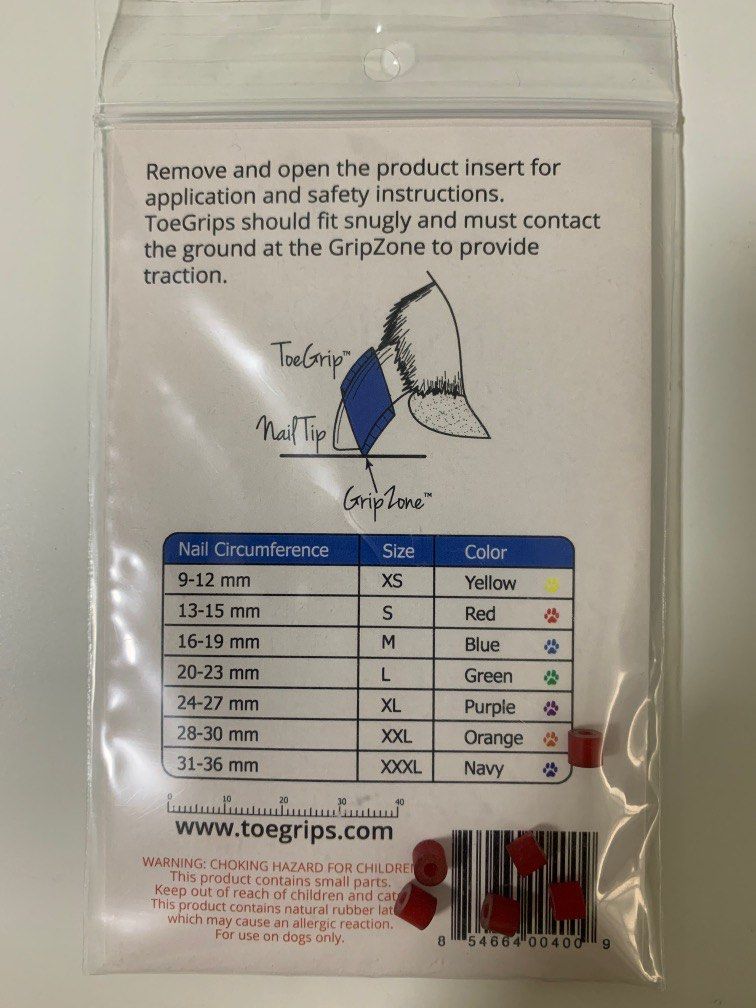 Remove and open the product insert for
application and safety instructions.
ToeGrips should fit snugly and must contact
the ground at the GripZone to provide
traction.
ToeGrip™
Nail Tip
GripZone™
Nail Circumference Size Color
9-12 mm XS Yellow
13-15 mm S Red
16-19 mm M Blue
20-23 mm L Green
24-27 mm XL Purple
28-30 mm XXL Orange
31-36 mm XXXL Navy
0 10 20 30 40
www.toegrips.com
WARNING: CHOKING HAZARD FOR CHILDREN
This product contains small parts.
Keep out of reach of children and
This product contains natural rubber
which may cause an allergic reaction.
For use on dogs only.
8 54664 00400 9